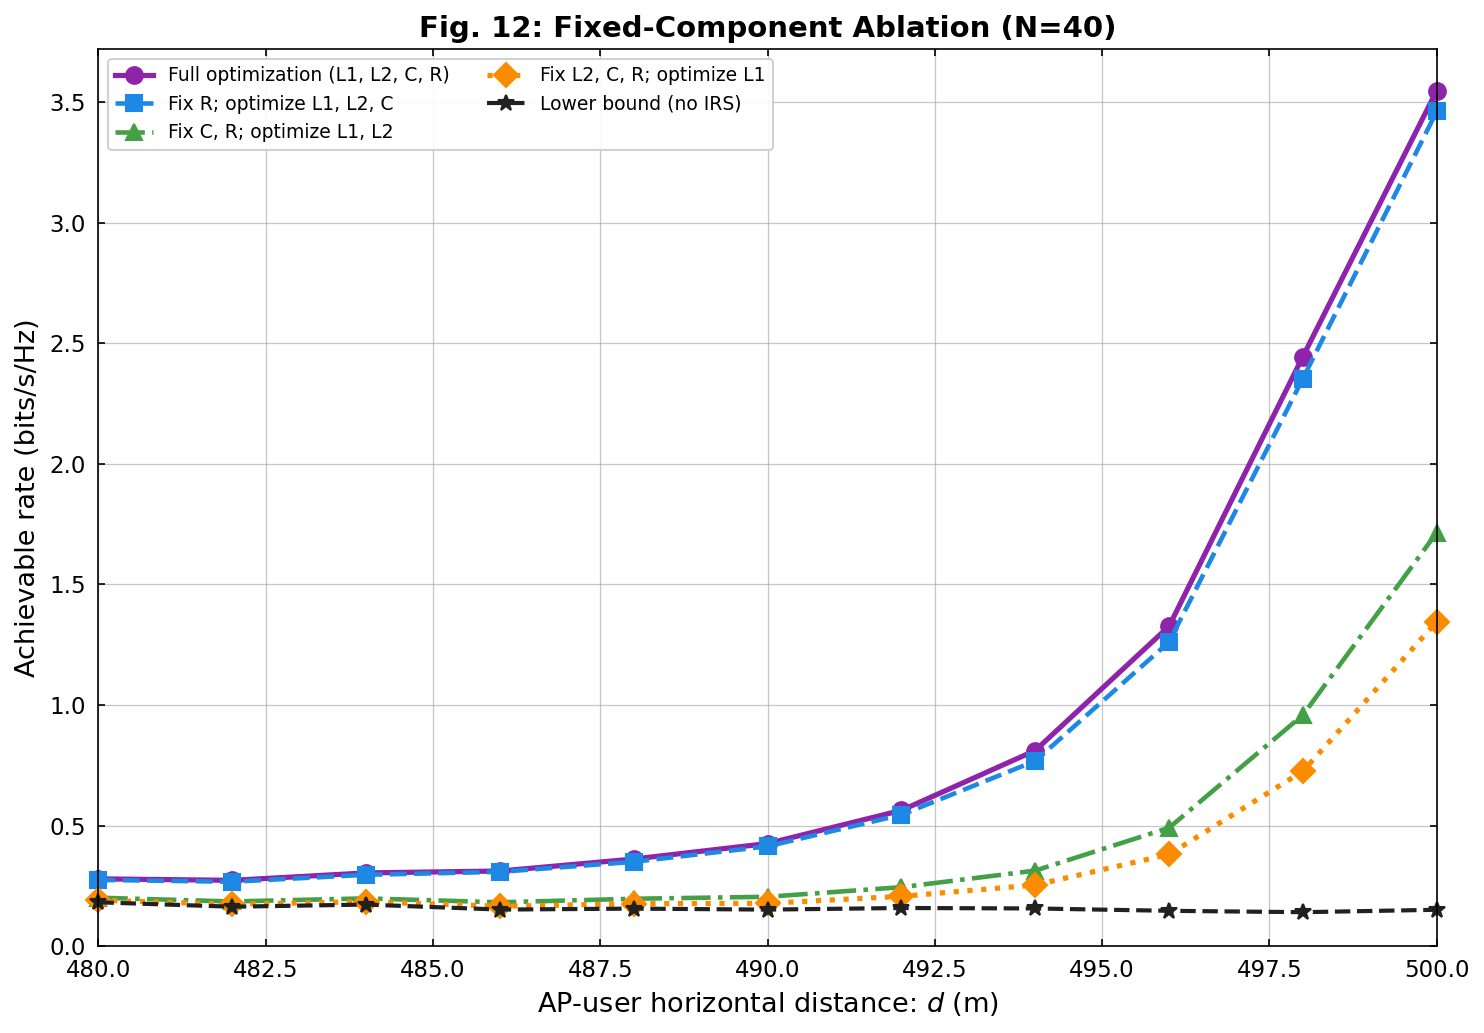 Fig. 12: Fixed-Component Ablation (N=40)
Full optimization (L1, L2, C, R)
Fix R; optimize L1, L2, C
Fix C, R; optimize L1, L2
Fix L2, C, R; optimize L1
Lower bound (no IRS)
Achievable rate (bits/s/Hz)
3.5
3.0
2.5
2.0
1.5
1.0
0.5
0.0
480.0 482.5 485.0 487.5 490.0 492.5 495.0 497.5 500.0
AP-user horizontal distance: d (m)